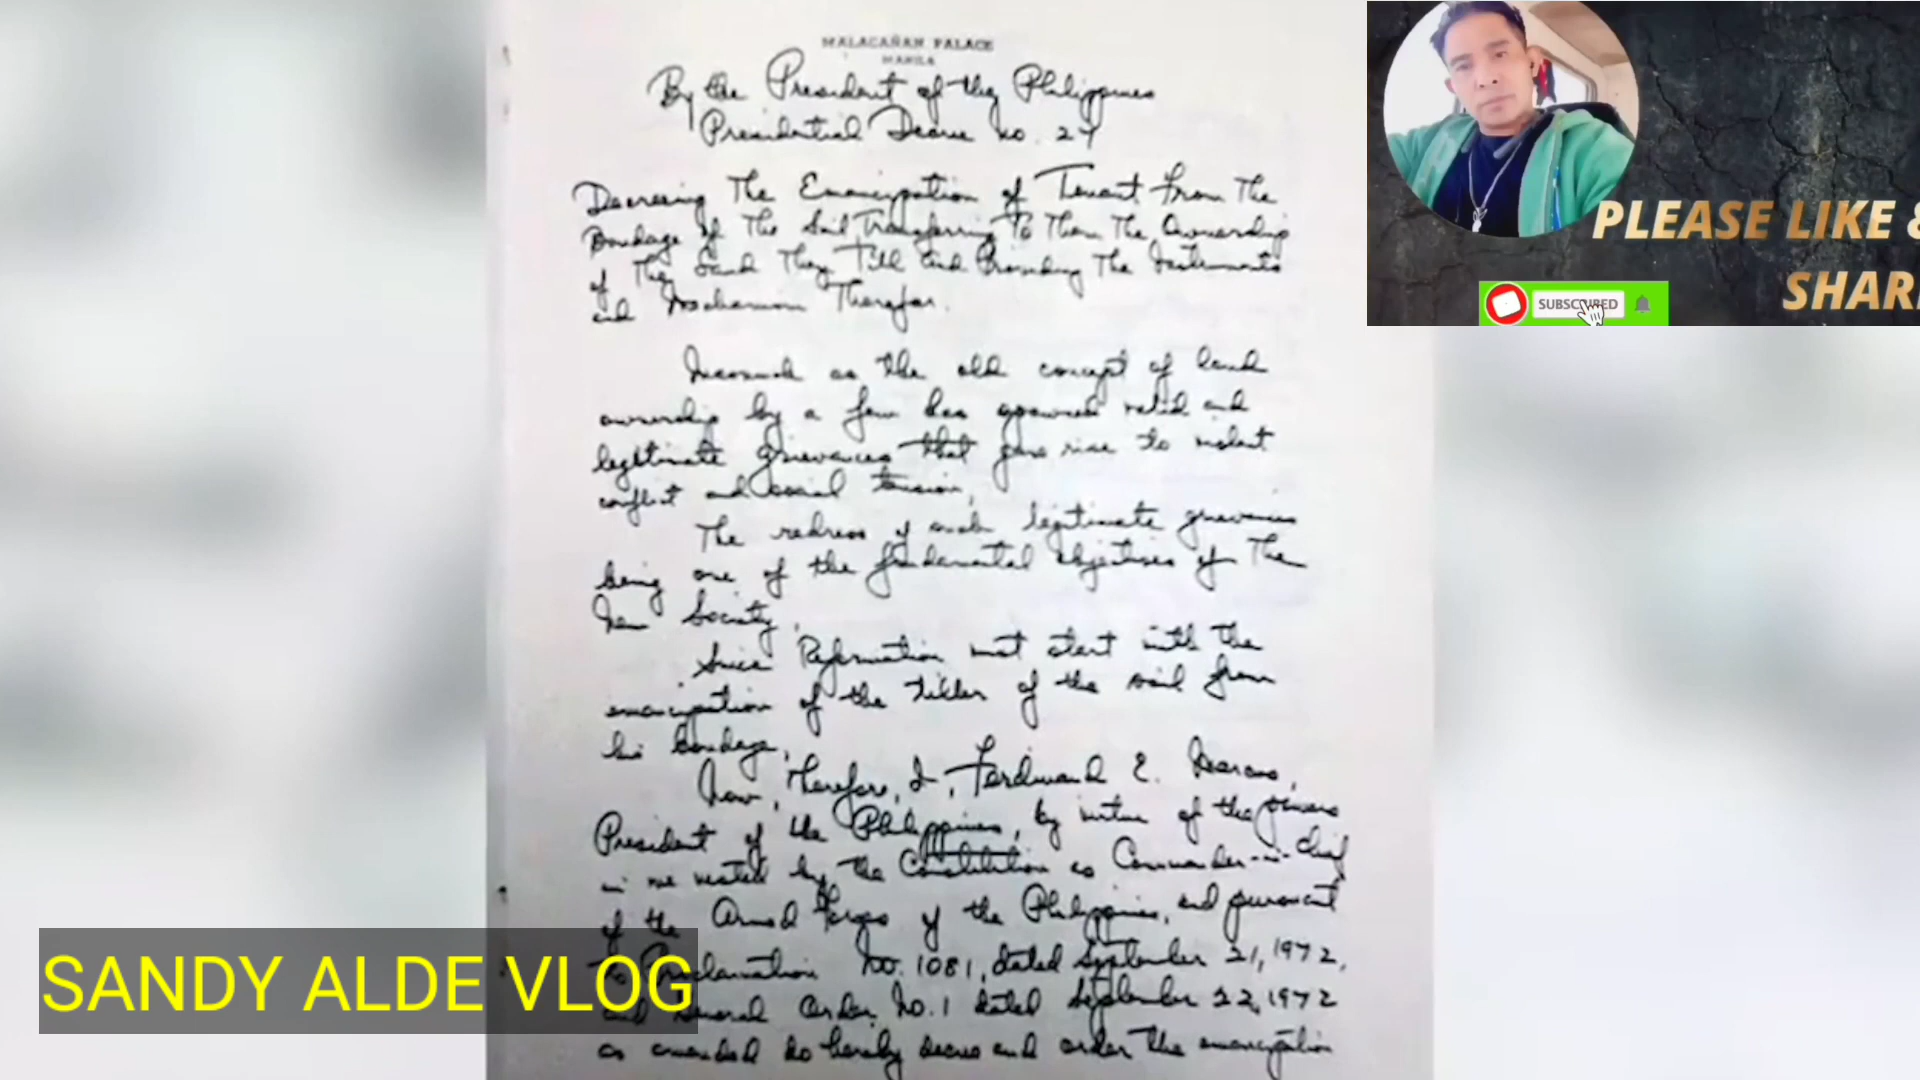 MALACAÑAN PALACE
MANILA
By the President of the Philippines
Presidential Decree no. 27
Decreeing The Emancipation of Tenant From The
Bondage of The Soil Transferring To Them The Ownership
of The Land They Till and Providing The Instruments
and Mechanism Therefor.
Inasmuch as the old concept of land
ownership by a few has spawned valid and
legitimate grievances that gave rise to violent
conflict and social tension,
The redress of such legitimate grievances
being one of the fundamental objectives of The
New Society,
Since Reformation must start with the
emancipation of the tiller of the soil from
his bondage,
Now, Therefore, I, Ferdinand E. Marcos,
President of the Philippines, by virtue of the powers
in me vested by the Constitution as Commander-in-Chief
of the Armed Forces of the Philippines, and pursuant
to Proclamation No. 1081, dated September 21, 1972,
and General Order No. 1 dated September 22, 1972
as amended do hereby decree and order the emancipation
PLEASE LIKE &
SHAR
SUBSCRIBED
SANDY ALDE VLOG